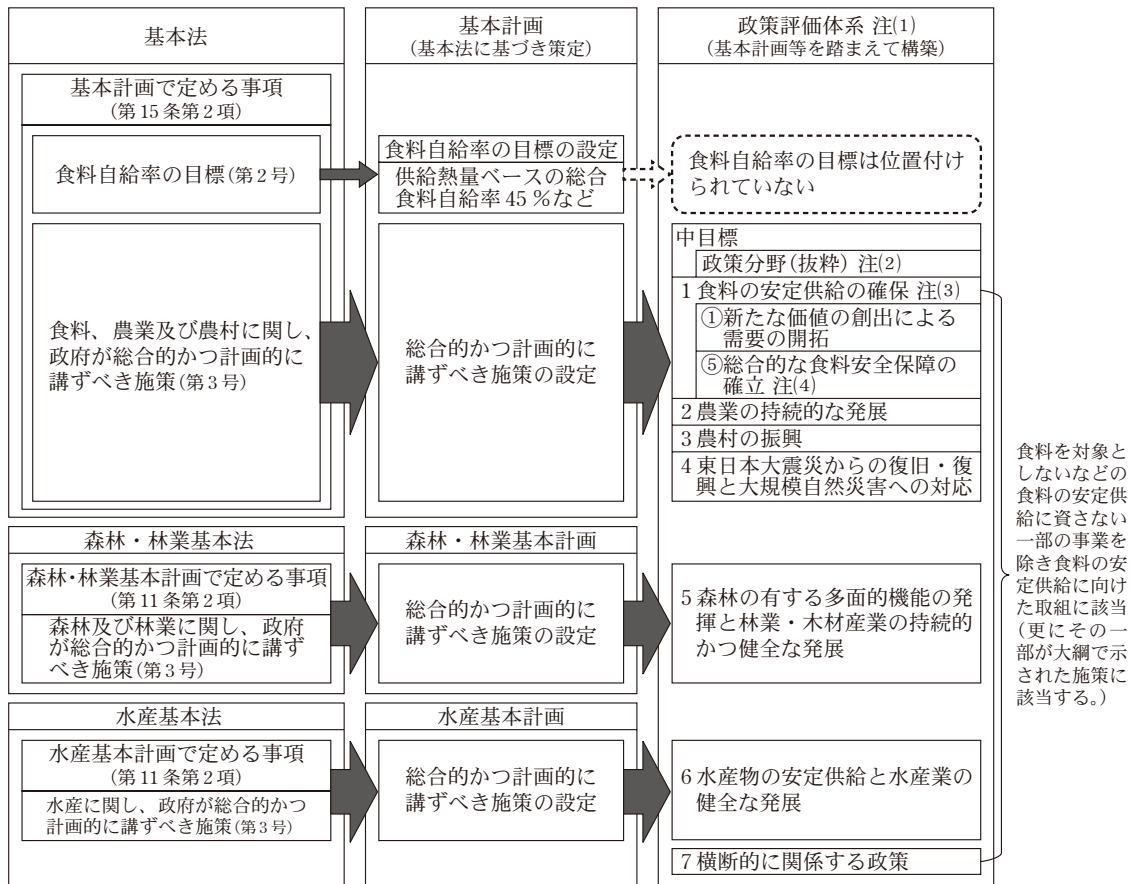 基本法
基本計画
(基本法に基づき策定)
政策評価体系 注⑴
(基本計画等を踏まえて構築)
基本計画で定める事項
(第15条第2項)
食料自給率の目標(第2号)
食料自給率の目標の設定
供給熱量ベースの総合
食料自給率45%など
食料自給率の目標は位置付け
られていない
食料、農業及び農村に関し、
政府が総合的かつ計画的に
講ずべき施策(第3号)
総合的かつ計画的に
講ずべき施策の設定
中目標
政策分野(抜粋) 注⑵
1 食料の安定供給の確保 注⑶
①新たな価値の創出による
需要の開拓
⑤総合的な食料安全保障の
確立 注⑷
2 農業の持続的な発展
3 農村の振興
4 東日本大震災からの復旧・復
興と大規模自然災害への対応
森林・林業基本法
森林・林業基本計画で定める事項
(第11条第2項)
森林及び林業に関し、政府
が総合的かつ計画的に講ず
べき施策(第3号)
森林・林業基本計画
総合的かつ計画的に
講ずべき施策の設定
5 森林の有する多面的機能の発
揮と林業・木材産業の持続的
かつ健全な発展
水産基本法
水産基本計画で定める事項
(第11条第2項)
水産に関し、政府が総合的かつ
計画的に講ずべき施策(第3号)
水産基本計画
総合的かつ計画的に
講ずべき施策の設定
6 水産物の安定供給と水産業の
健全な発展
7 横断的に関係する政策
食料を対象と
しないなどの
食料の安定供
給に資さない
一部の事業を
除き食料の安
定供給に向け
た取組に該当
(更にその一
部が大綱で示
された施策に
該当する。)